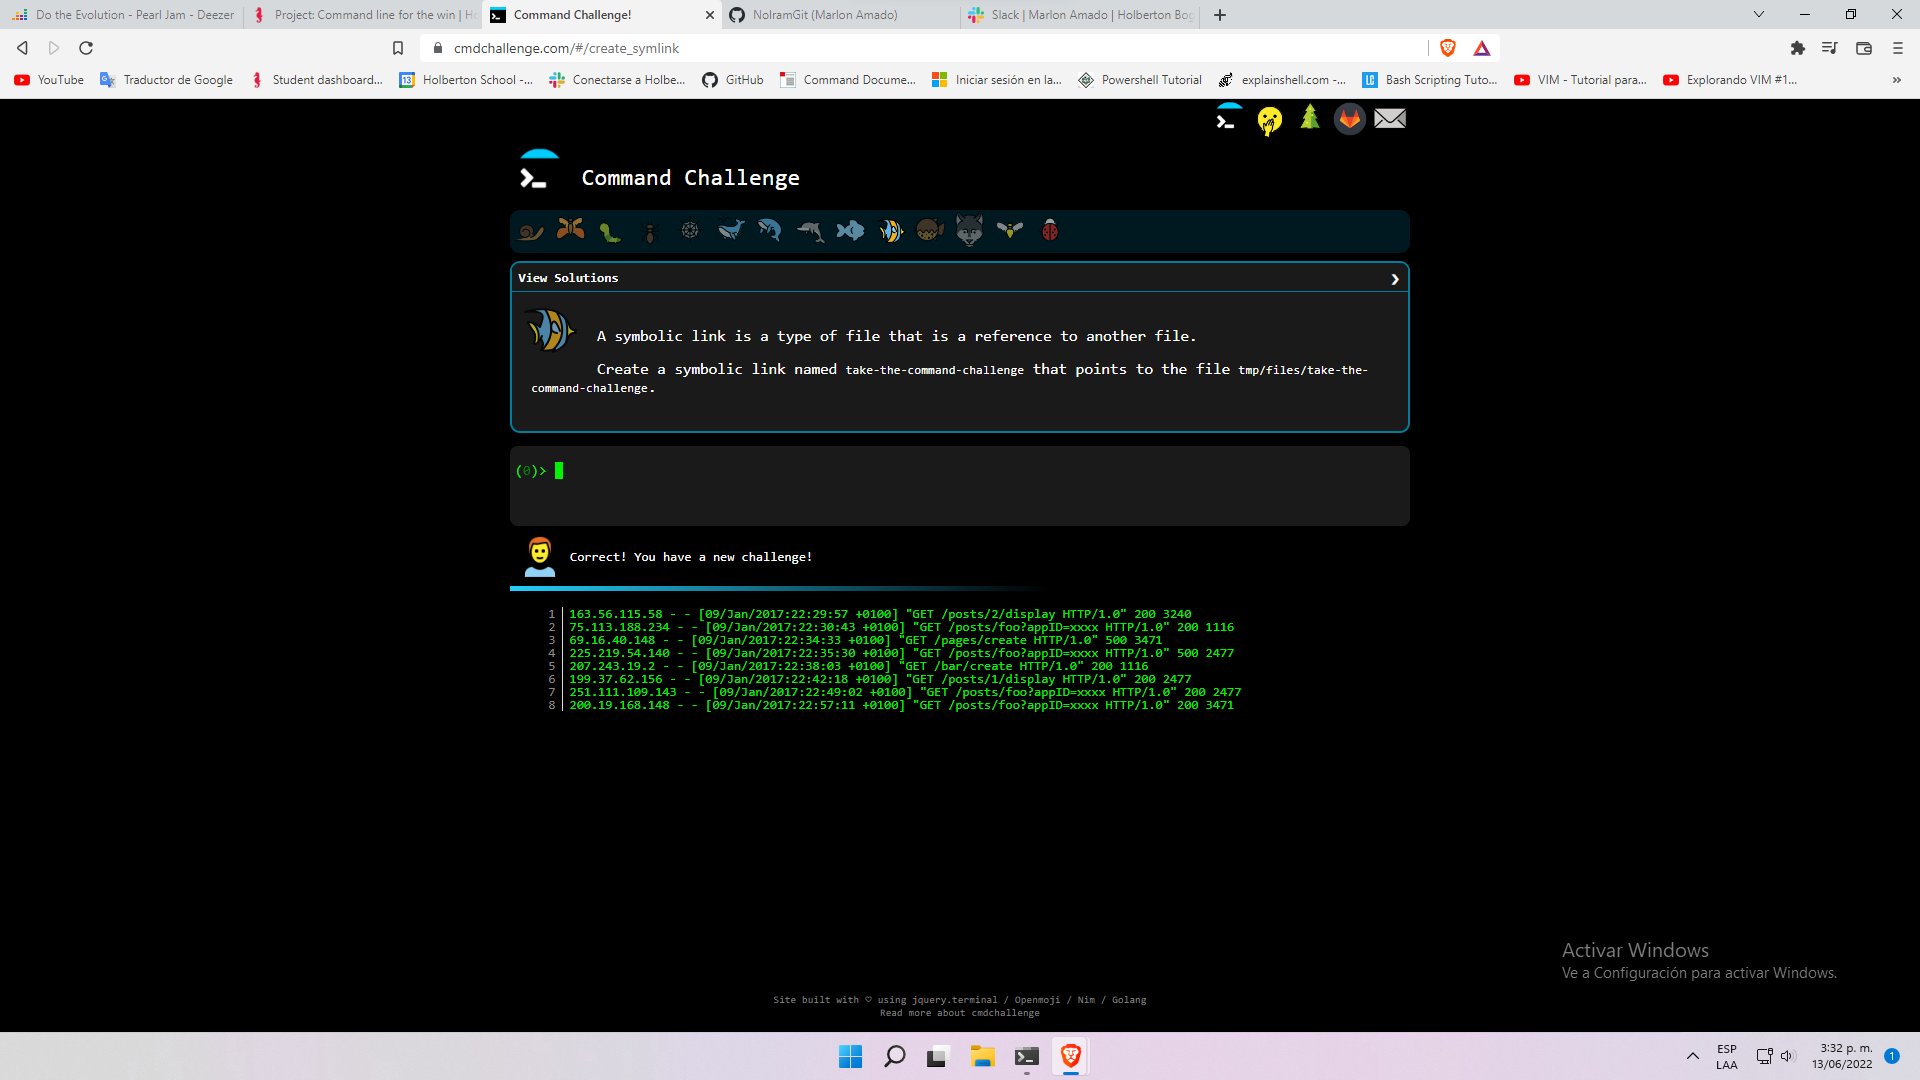 Do the Evolution - Pearl Jam - Deezer
Project: Command line for the win | Ho
Command Challenge!
NolramGit (Marlon Amado)
Slack | Marlon Amado | Holberton Bog
cmdchallenge.com/#/create_symlink
YouTube
Traductor de Google
Student dashboard...
Holberton School -...
Conectarse a Holbe...
GitHub
Command Docume...
Iniciar sesión en la...
Powershell Tutorial
explainshell.com -...
Bash Scripting Tuto...
VIM - Tutorial para...
Explorando VIM #1...
Command Challenge
View Solutions
A symbolic link is a type of file that is a reference to another file.
Create a symbolic link named take-the-command-challenge that points to the file tmp/files/take-the-
command-challenge.
(0)>
Correct! You have a new challenge!
1 163.56.115.58 - - [09/Jan/2017:22:29:57 +0100] "GET /posts/2/display HTTP/1.0" 200 3240
2 75.113.188.234 - - [09/Jan/2017:22:30:43 +0100] "GET /posts/foo?appID=xxxx HTTP/1.0" 200 1116
3 69.16.40.148 - - [09/Jan/2017:22:34:33 +0100] "GET /pages/create HTTP/1.0" 500 3471
4 225.219.54.140 - - [09/Jan/2017:22:35:30 +0100] "GET /posts/foo?appID=xxxx HTTP/1.0" 500 2477
5 207.243.19.2 - - [09/Jan/2017:22:38:03 +0100] "GET /bar/create HTTP/1.0" 200 1116
6 199.37.62.156 - - [09/Jan/2017:22:42:18 +0100] "GET /posts/1/display HTTP/1.0" 200 2477
7 251.111.109.143 - - [09/Jan/2017:22:49:02 +0100] "GET /posts/foo?appID=xxxx HTTP/1.0" 200 2477
8 200.19.168.148 - - [09/Jan/2017:22:57:11 +0100] "GET /posts/foo?appID=xxxx HTTP/1.0" 200 3471
Activar Windows
Ve a Configuración para activar Windows.
Site built with ♡ using jquery.terminal / Openmoji / Nim / Golang
Read more about cmdchallenge
ESP
LAA
3:32 p. m.
13/06/2022
1